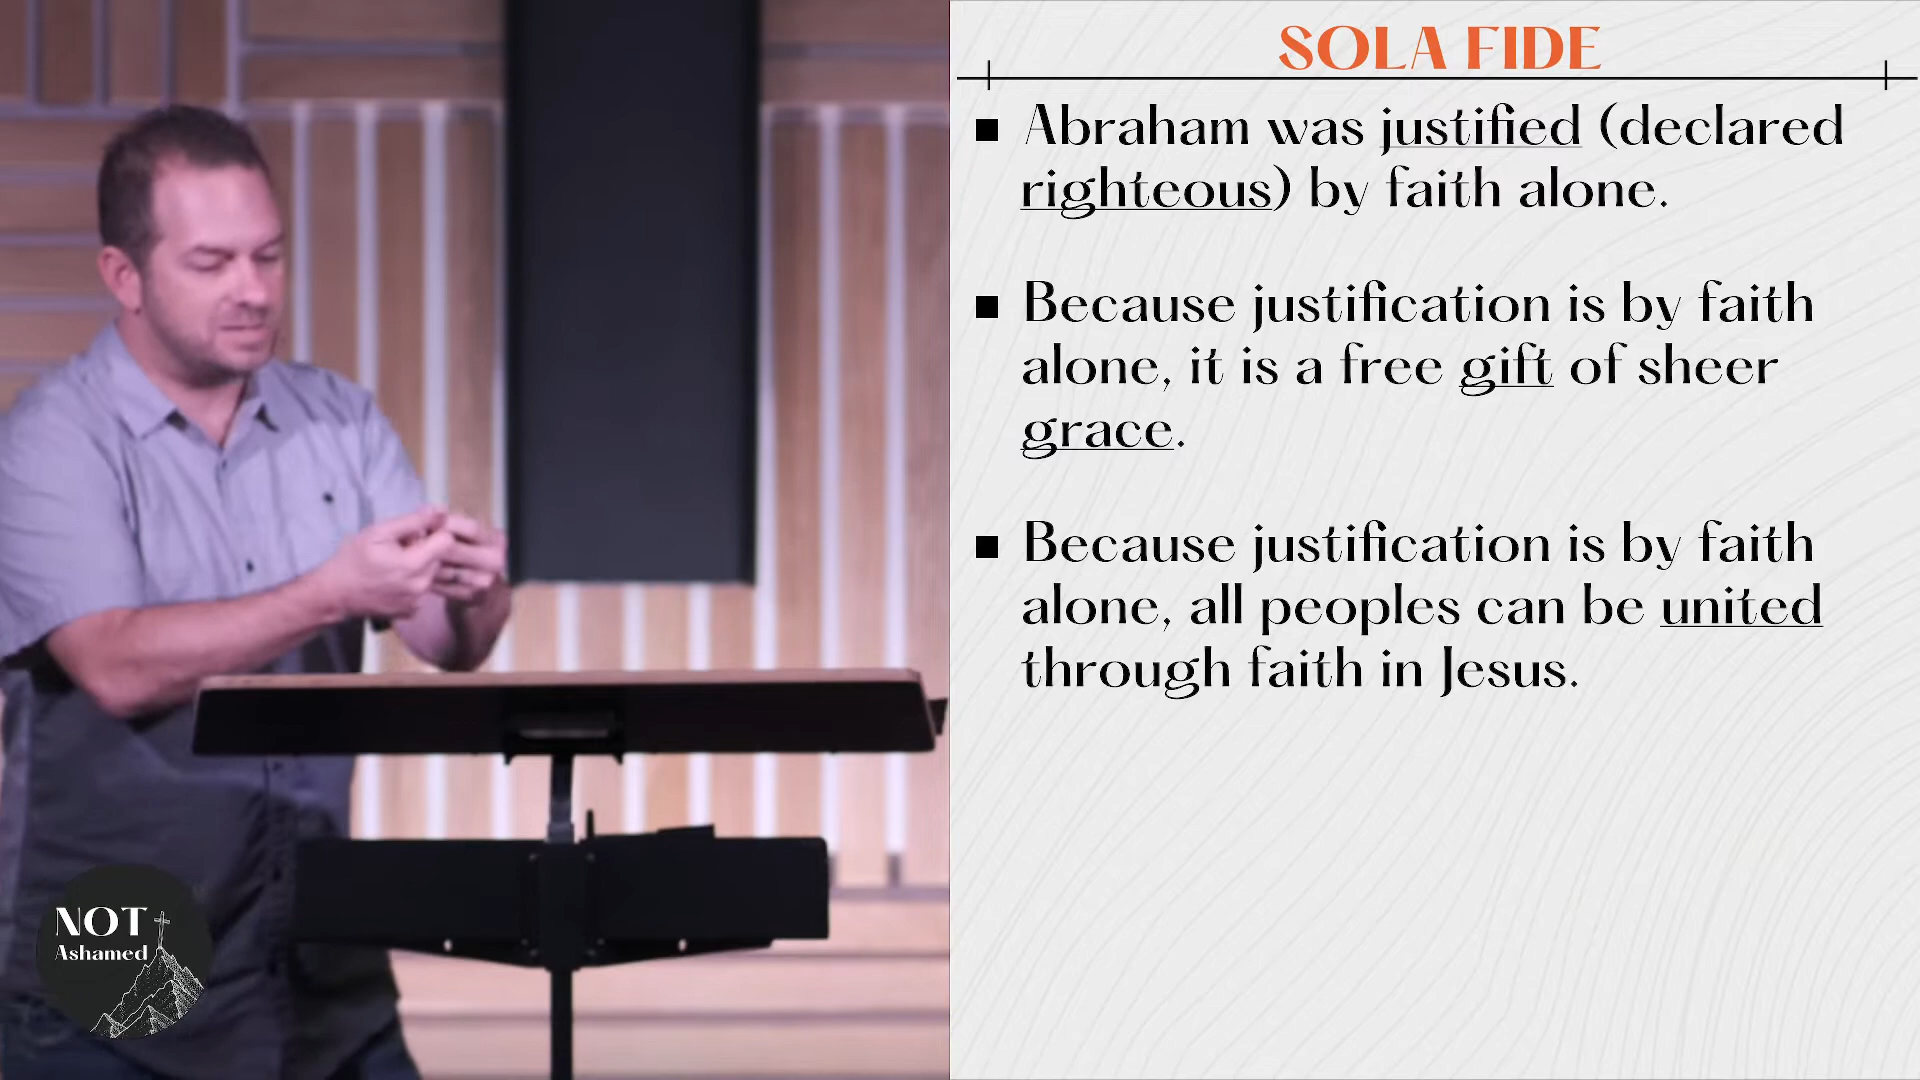 SOLA FIDE
■ Abraham was justified (declared
righteous) by faith alone.
■ Because justification is by faith
alone, it is a free gift of sheer
grace.
■ Because justification is by faith
alone, all peoples can be united
through faith in Jesus.
NOT
Ashamed